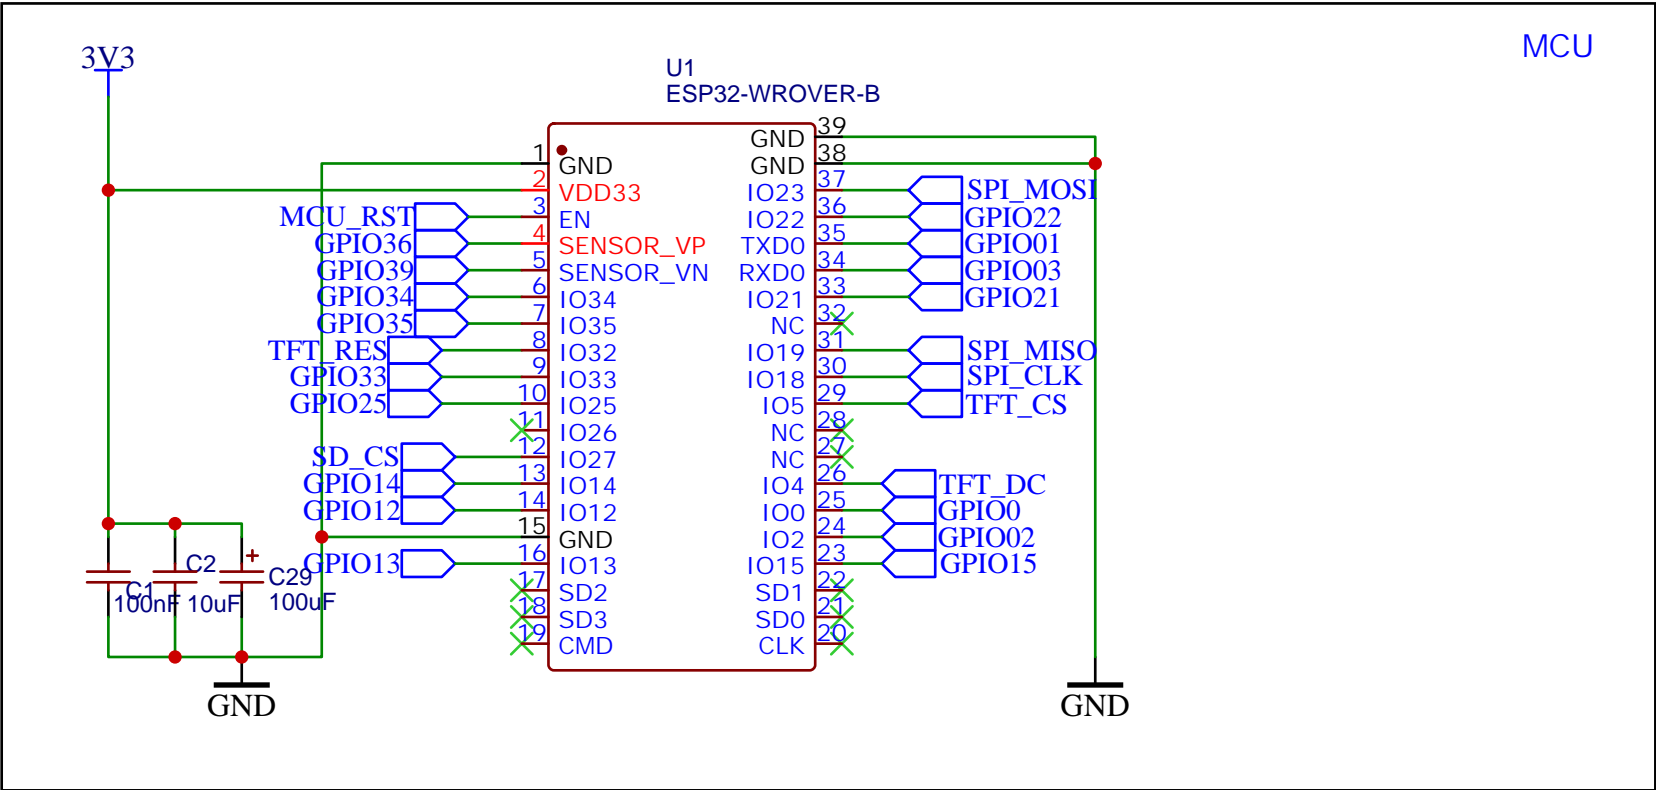 MCU
3V3
U1
ESP32-WROVER-B
1 GND
2 VDD33
MCU_RST 3 EN
GPIO36 4 SENSOR_VP
GPIO39 5 SENSOR_VN
GPIO34 6 IO34
GPIO35 7 IO35
TFT_RES 8 IO32
GPIO33 9 IO33
GPIO25 10 IO25
11 IO26
SD_CS 12 IO27
GPIO14 13 IO14
GPIO12 14 IO12
15 GND
GPIO13 16 IO13
17 SD2
18 SD3
19 CMD
GND 39
GND 38
IO23 37 SPI_MOSI
IO22 36 GPIO22
TXD0 35 GPIO01
RXD0 34 GPIO03
IO21 33 GPIO21
NC 32
IO19 31 SPI_MISO
IO18 30 SPI_CLK
IO5 29 TFT_CS
NC 28
NC 27
IO4 26 TFT_DC
IO0 25 GPIO0
IO2 24 GPIO02
IO15 23 GPIO15
SD1 22
SD0 21
CLK 20
C1
100nF
C2
10uF
+
C29
100uF
GND
GND